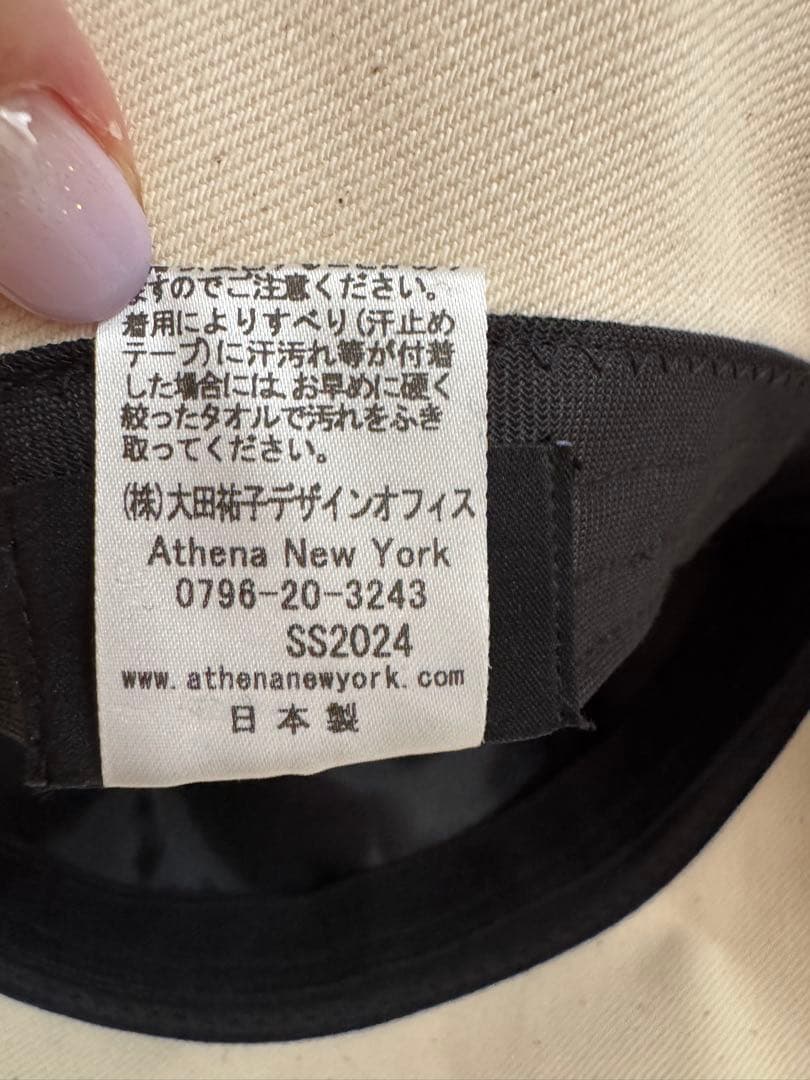 すのでご注意ください。
着用によりすべり(汗止め
テープ)に汗汚れ等が付着
した場合には、お早めに硬く
絞ったタオルで汚れをふき
取ってください。
(株)大田祐子デザインオフィス
Athena New York
0796-20-3243
SS2024
www.athenanewyork.com
日本製